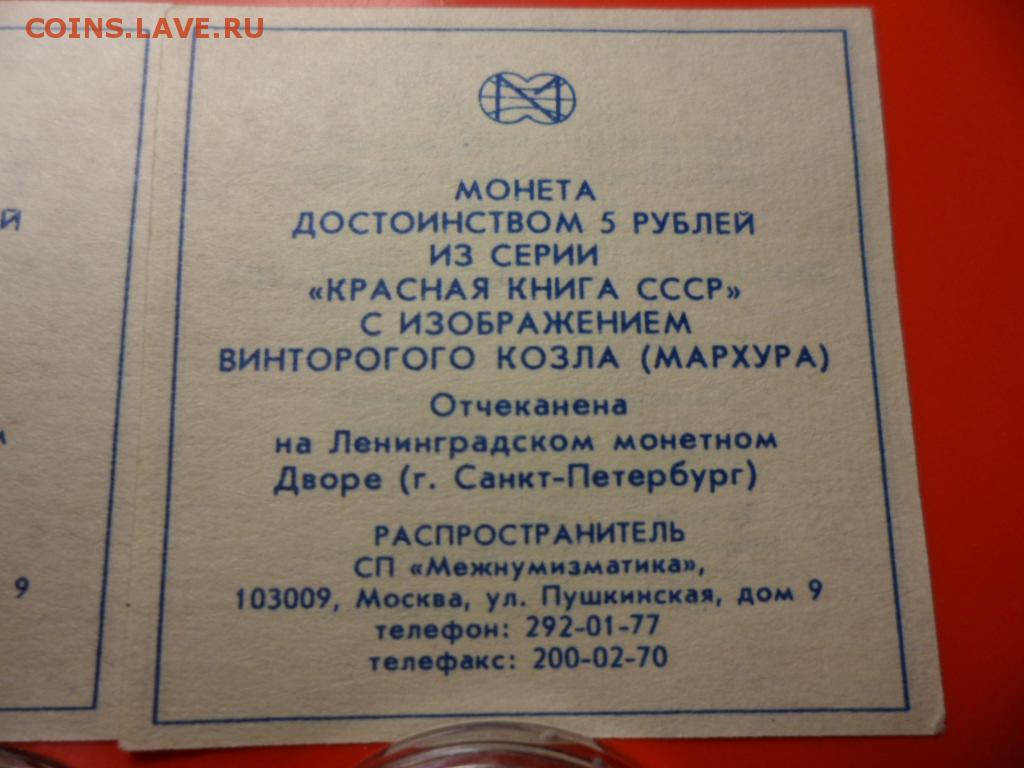 COINS.LAVE.RU
МОНЕТА
ДОСТОИНСТВОМ 5 РУБЛЕЙ
ИЗ СЕРИИ
«КРАСНАЯ КНИГА СССР»
С ИЗОБРАЖЕНИЕМ
ВИНТОРОГОГО КОЗЛА (МАРХУРА)
Отчеканена
на Ленинградском монетном
Дворе (г. Санкт-Петербург)
РАСПРОСТРАНИТЕЛЬ
СП «Межнумизматика»,
103009, Москва, ул. Пушкинская, дом 9
телефон: 292-01-77
телефакс: 200-02-70
Й
9